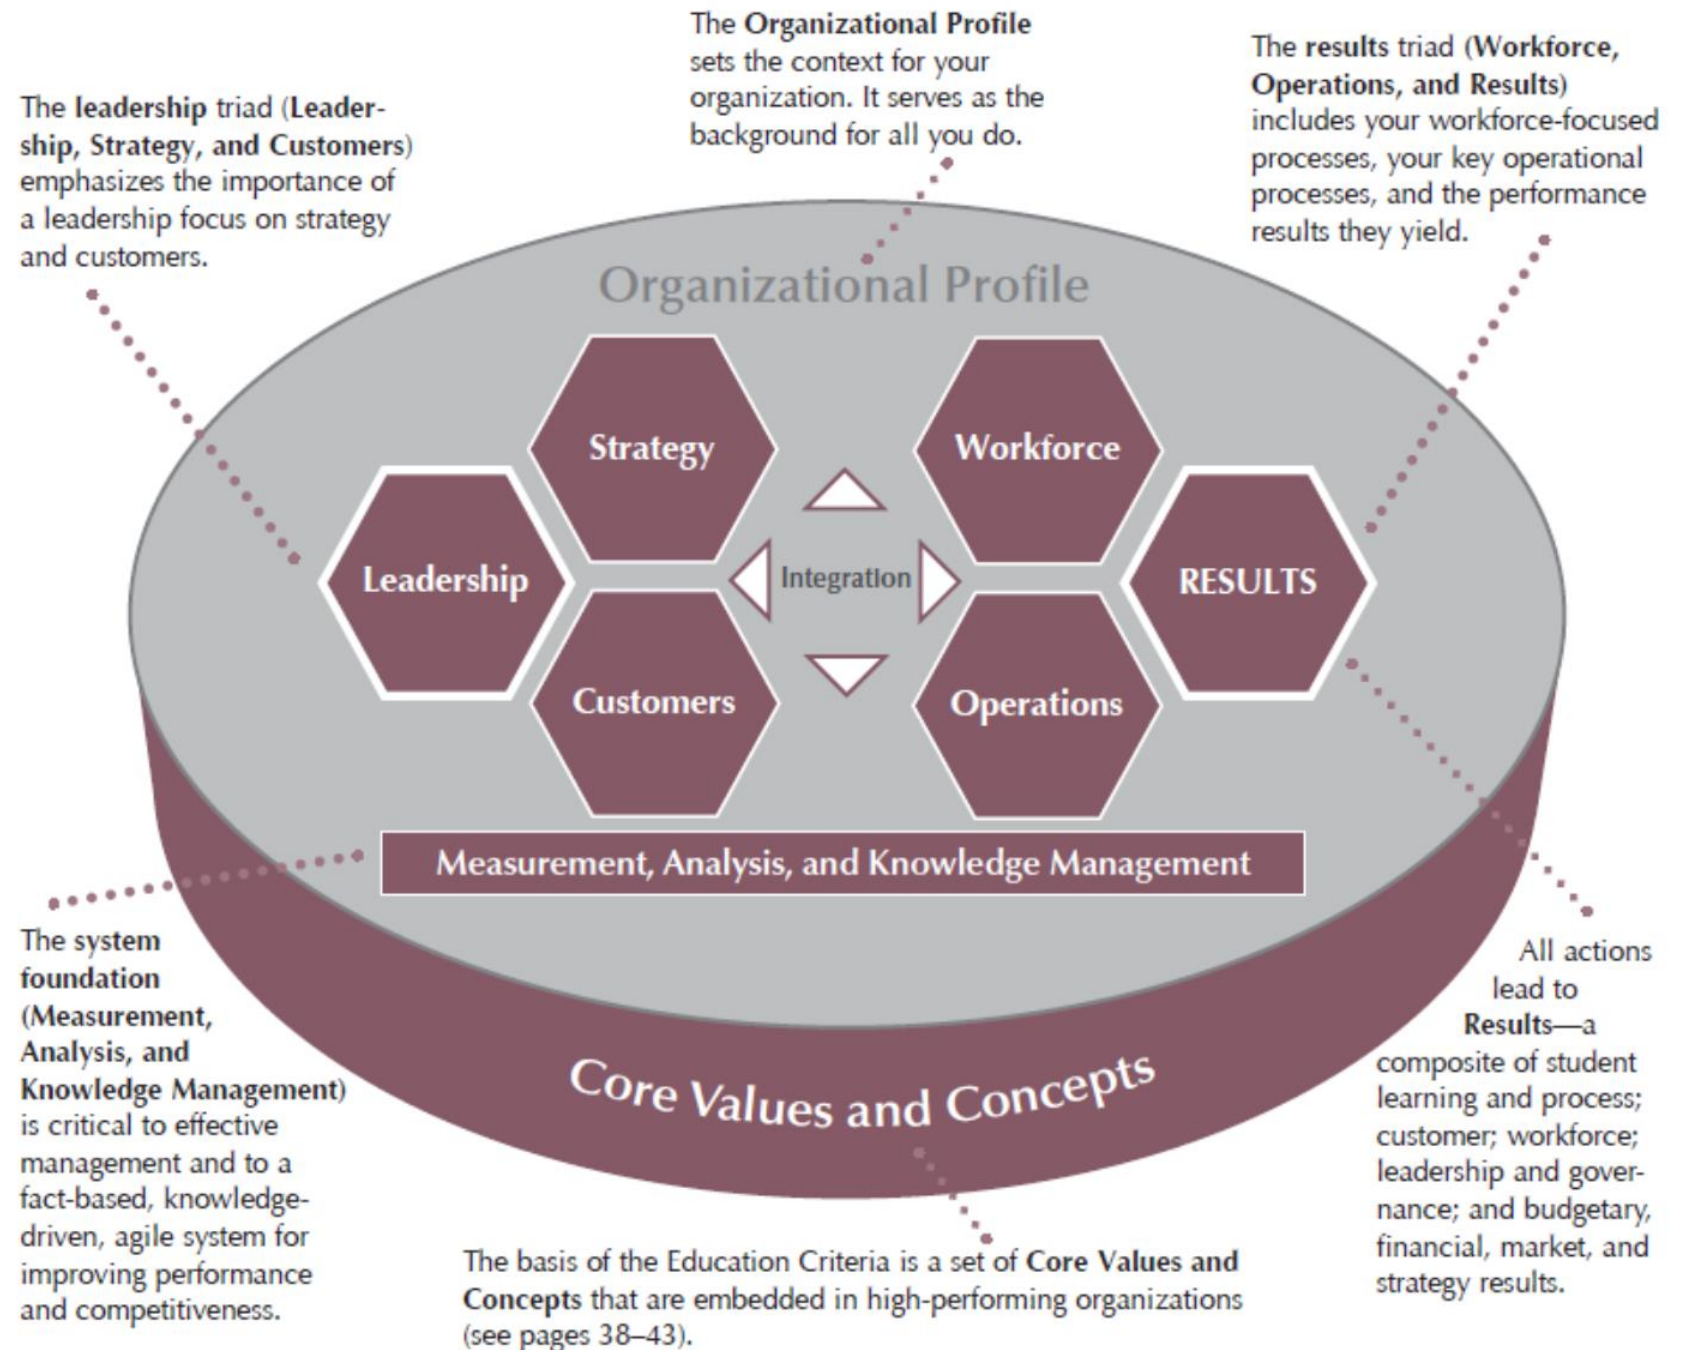 The Organizational Profile
sets the context for your
organization. It serves as the
background for all you do.
The results triad (Workforce,
Operations, and Results)
includes your workforce-focused
processes, your key operational
processes, and the performance
results they yield.
The leadership triad (Leader-
ship, Strategy, and Customers)
emphasizes the importance of
a leadership focus on strategy
and customers.
Organizational Profile
Strategy
Workforce
Leadership
Integration
RESULTS
Customers
Operations
Measurement, Analysis, and Knowledge Management
Core Values and Concepts
The system
foundation
(Measurement,
Analysis, and
Knowledge Management)
is critical to effective
management and to a
fact-based, knowledge-
driven, agile system for
improving performance
and competitiveness.
All actions
lead to
Results—a
composite of student
learning and process;
customer; workforce;
leadership and gover-
nance; and budgetary,
financial, market, and
strategy results.
The basis of the Education Criteria is a set of Core Values and
Concepts that are embedded in high-performing organizations
(see pages 38–43).